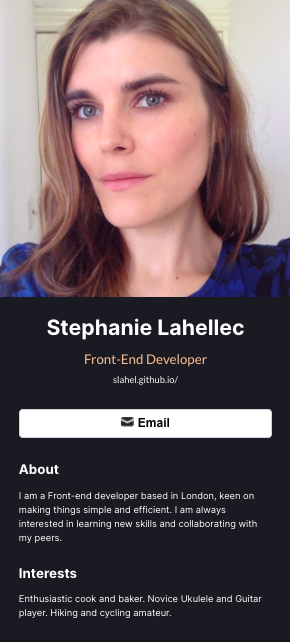 Stephanie Lahellec
Front-End Developer
slahel.github.io/
Email
About
I am a Front-end developer based in London, keen on
making things simple and efficient. I am always
interested in learning new skills and collaborating with
my peers.
Interests
Enthusiastic cook and baker. Novice Ukulele and Guitar
player. Hiking and cycling amateur.